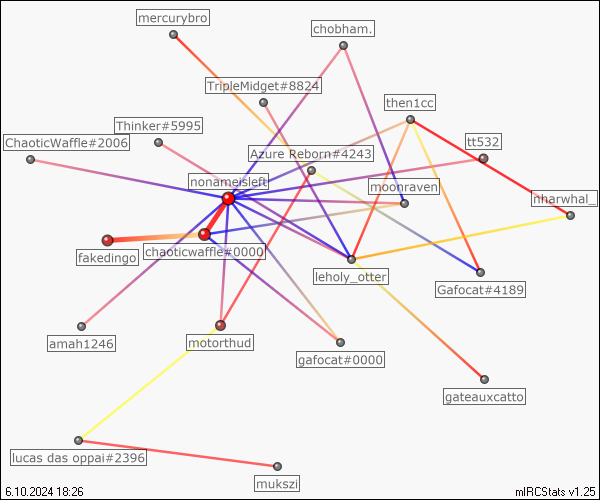 mercurybro
chobham.
TripleMidget#8824
then1cc
Thinker#5995
ChaoticWaffle#2006
tt532
Azure Reborn#4243
nonameisleft
moonraven
nharwhal_
chaoticwaffle#0000
fakedingo
leholy_otter
Gafocat#4189
amah1246
motorthud
gafocat#0000
gateauxcatto
lucas das oppai#2396
mukszi
6.10.2024 18:26
mIRCStats v1.25